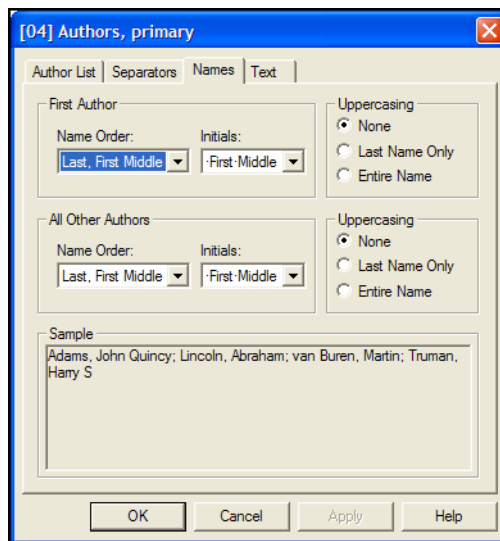 [04] Authors, primary
Author List Separators Names Text
First Author
Name Order: Initials:
Last, First Middle ·First·Middle
Uppercasing
None
Last Name Only
Entire Name
All Other Authors
Name Order: Initials:
Last, First Middle ·First·Middle
Uppercasing
None
Last Name Only
Entire Name
Sample
Adams, John Quincy; Lincoln, Abraham; van Buren, Martin; Truman,
Harry S
OK Cancel Apply Help